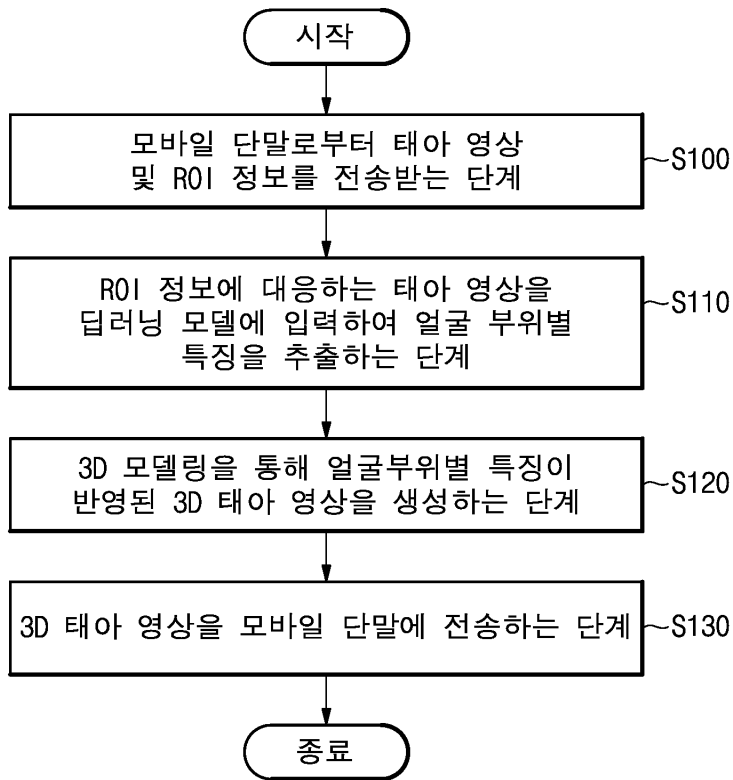 시작
모바일 단말로부터 태아 영상
및 ROI 정보를 전송받는 단계
S100
ROI 정보에 대응하는 태아 영상을
딥러닝 모델에 입력하여 얼굴 부위별
특징을 추출하는 단계
S110
3D 모델링을 통해 얼굴부위별 특징이
반영된 3D 태아 영상을 생성하는 단계
S120
3D 태아 영상을 모바일 단말에 전송하는 단계
S130
종료